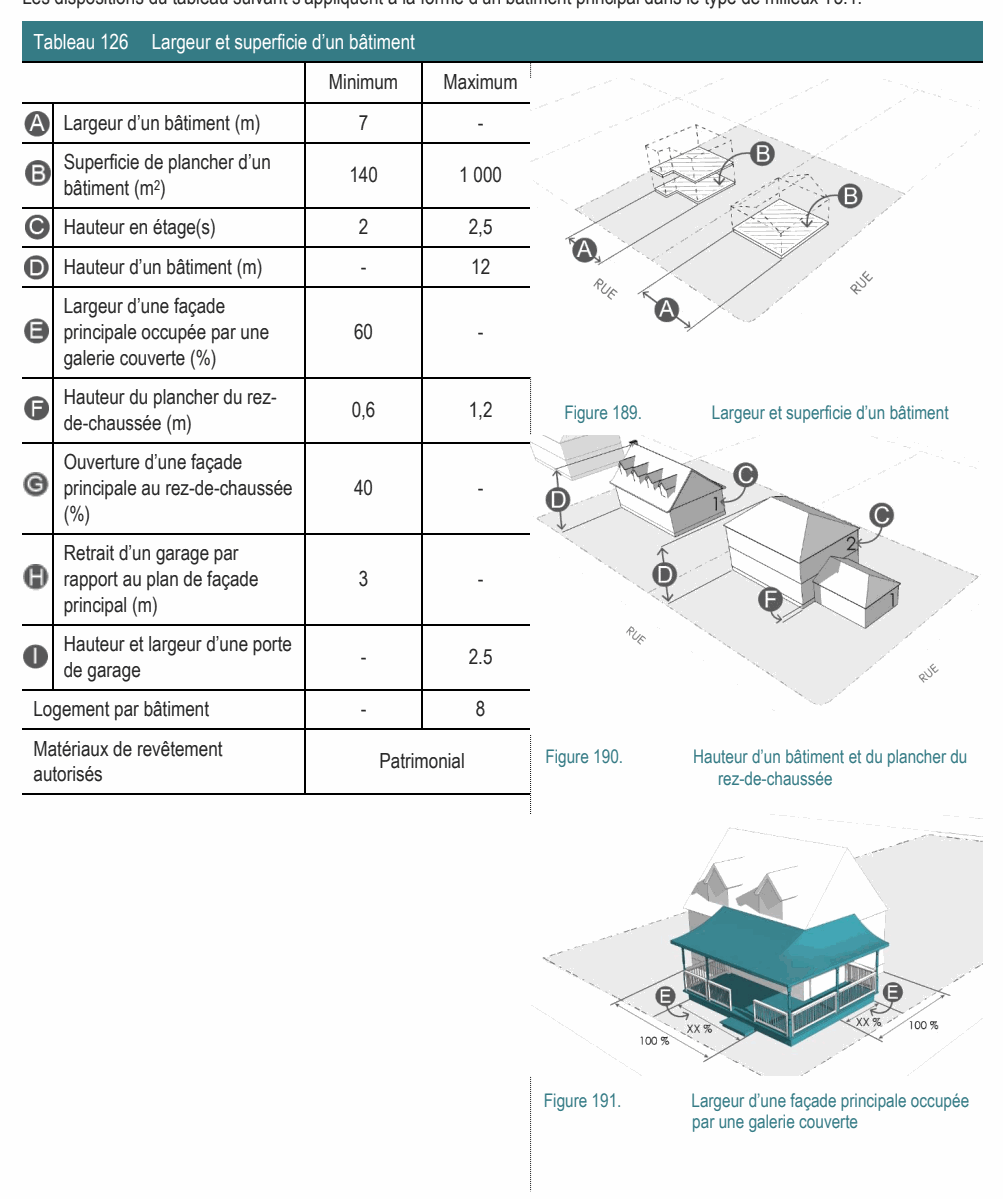 Les dispositions du tableau suivant s'appliquent à la forme d'un bâtiment principal dans le type de milieux T3.1.
Tableau 126 Largeur et superficie d'un bâtiment
Minimum Maximum
A Largeur d'un bâtiment (m) 7 -
B Superficie de plancher d'un
bâtiment (m²) 140 1 000
C Hauteur en étage(s) 2 2,5
D Hauteur d'un bâtiment (m) - 12
E Largeur d'une façade
principale occupée par une
galerie couverte (%) 60 -
F Hauteur du plancher du rez-
de-chaussée (m) 0,6 1,2
G Ouverture d'une façade
principale au rez-de-chaussée
(%) 40 -
H Retrait d'un garage par
rapport au plan de façade
principal (m) 3 -
I Hauteur et largeur d'une porte
de garage - 2.5
Logement par bâtiment - 8
Matériaux de revêtement
autorisés Patrimonial
B
B
A
A
RUE
RUE
Figure 189. Largeur et superficie d'un bâtiment
C
D
1
C
2
D
F
1
RUE
RUE
Figure 190. Hauteur d'un bâtiment et du plancher du
rez-de-chaussée
E
E
XX %
100 %
XX %
100 %
Figure 191. Largeur d'une façade principale occupée
par une galerie couverte